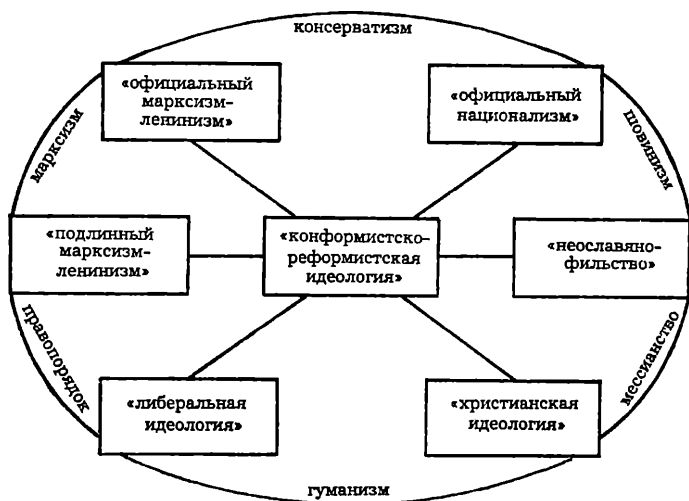 консерватизм
«официальный
марксизм-
ленинизм»
«официальный
национализм»
марксизм
шовинизм
«подлинный
марксизм-
ленинизм»
«конформистско-
реформистская
идеология»
«неославяно-
фильство»
правопорядок
мессианство
«либеральная
идеология»
«христианская
идеология»
гуманизм